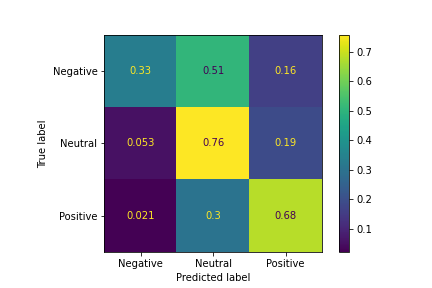 Negative 0.33 0.51 0.16
Neutral 0.053 0.76 0.19
Positive 0.021 0.3 0.68
Negative Neutral Positive
Predicted label
True label
0.7
0.6
0.5
0.4
0.3
0.2
0.1